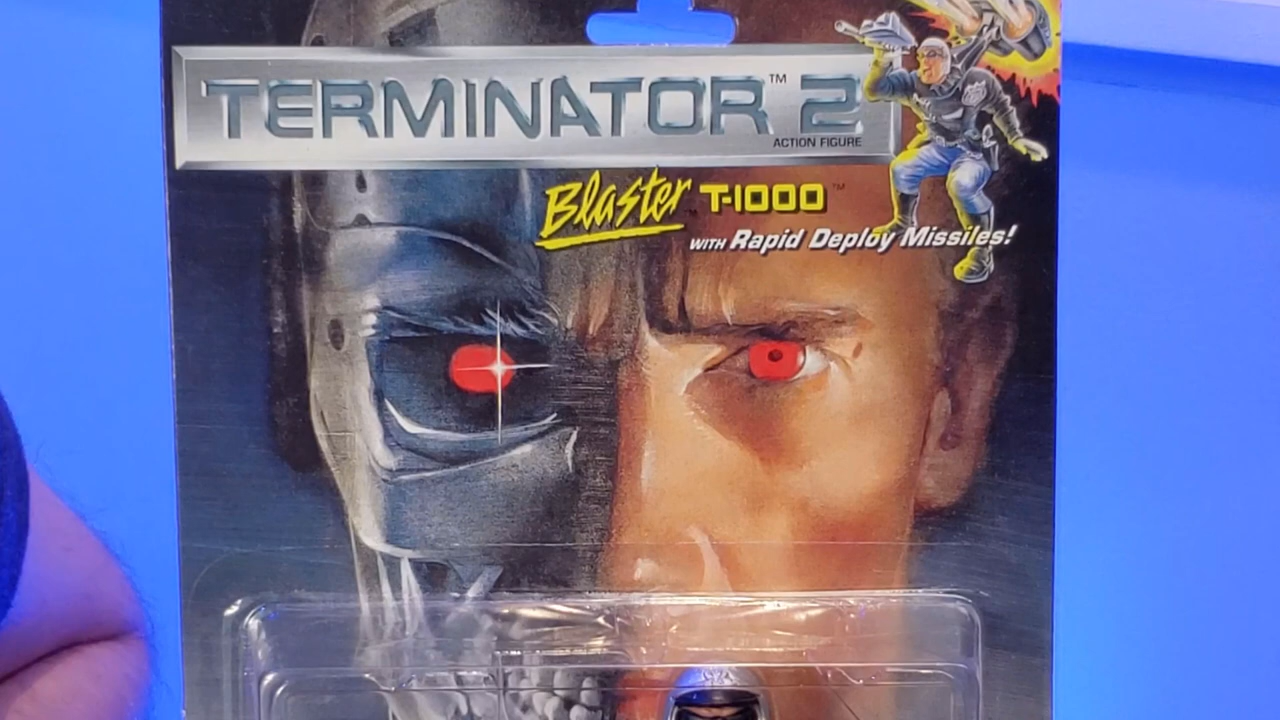 TERMINATOR™ 2
ACTION FIGURE
Blaster T-1000™
WITH Rapid Deploy Missiles!